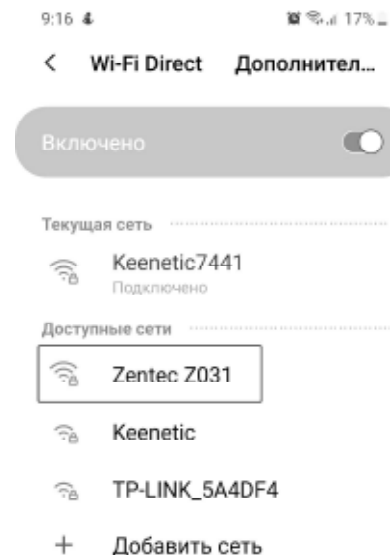 9:16 17%
Wi-Fi Direct Дополнител...
Включено
Текущая сеть
Keenetic7441
Подключено
Доступные сети
Zentec Z031
Keenetic
TP-LINK_5A4DF4
+ Добавить сеть